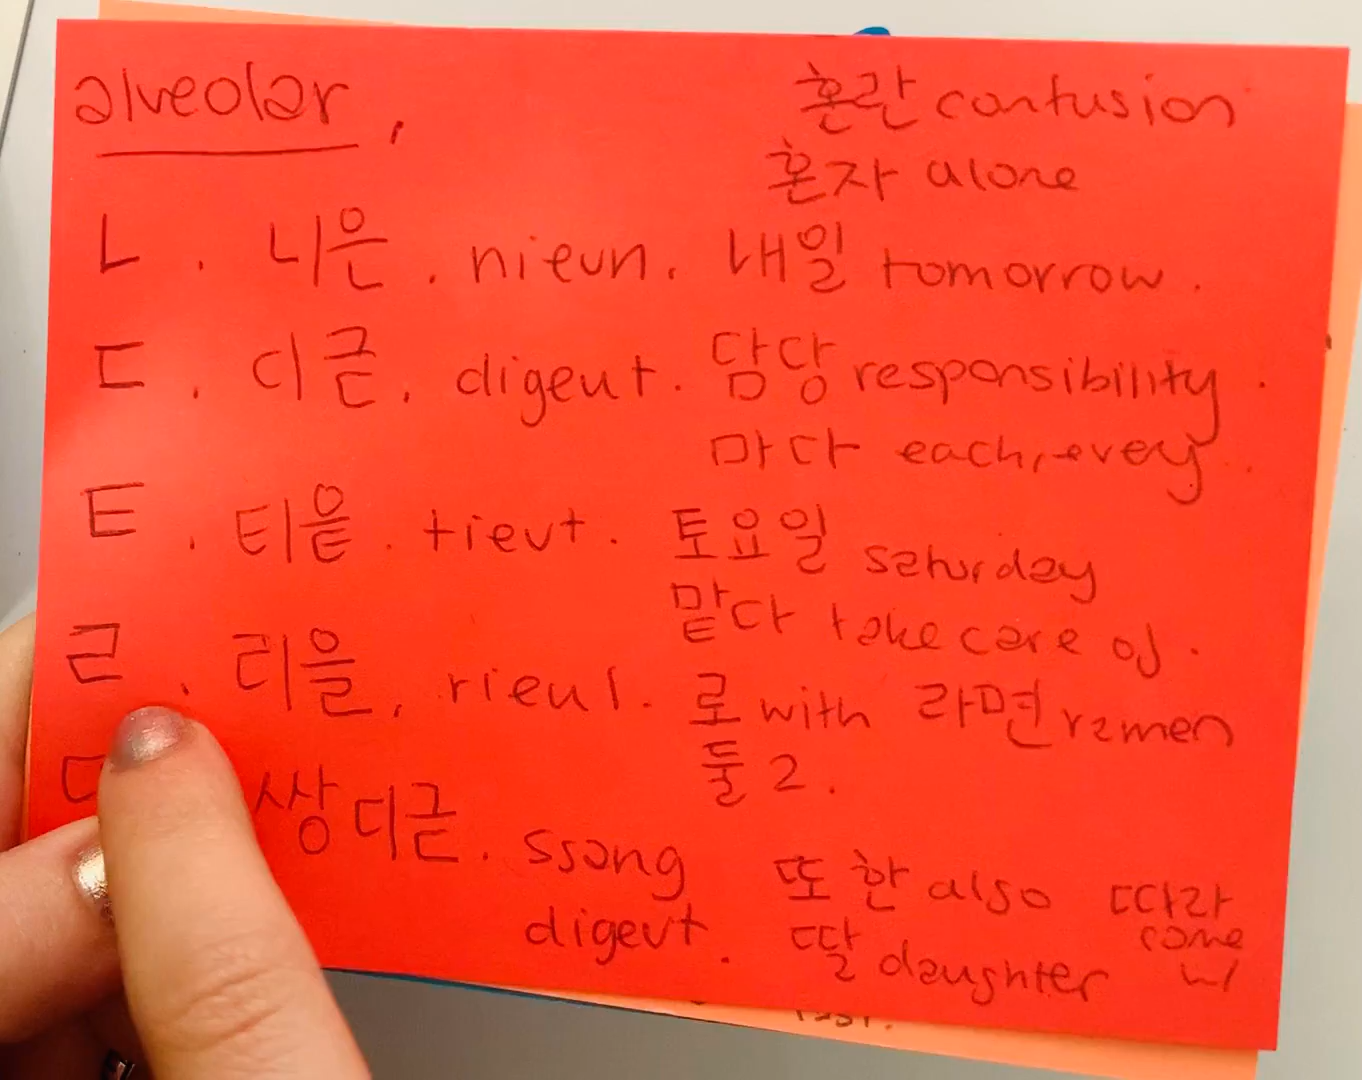 alveolar,
혼란 confusion
혼자 alone
ㄴ. 니은. nieun. 내일 tomorrow.
ㄷ. 디귿. digeut. 담당 responsibility.
마다 each, every.
ㅌ. 티읕. tieut. 토요일 saturday
맡다 take care of.
ㄹ. 리을. rieul. 로 with 라면 ramen
둘 2.
쌍디귿. ssang digeut. 또한 also 따라 come w/
딸 daughter